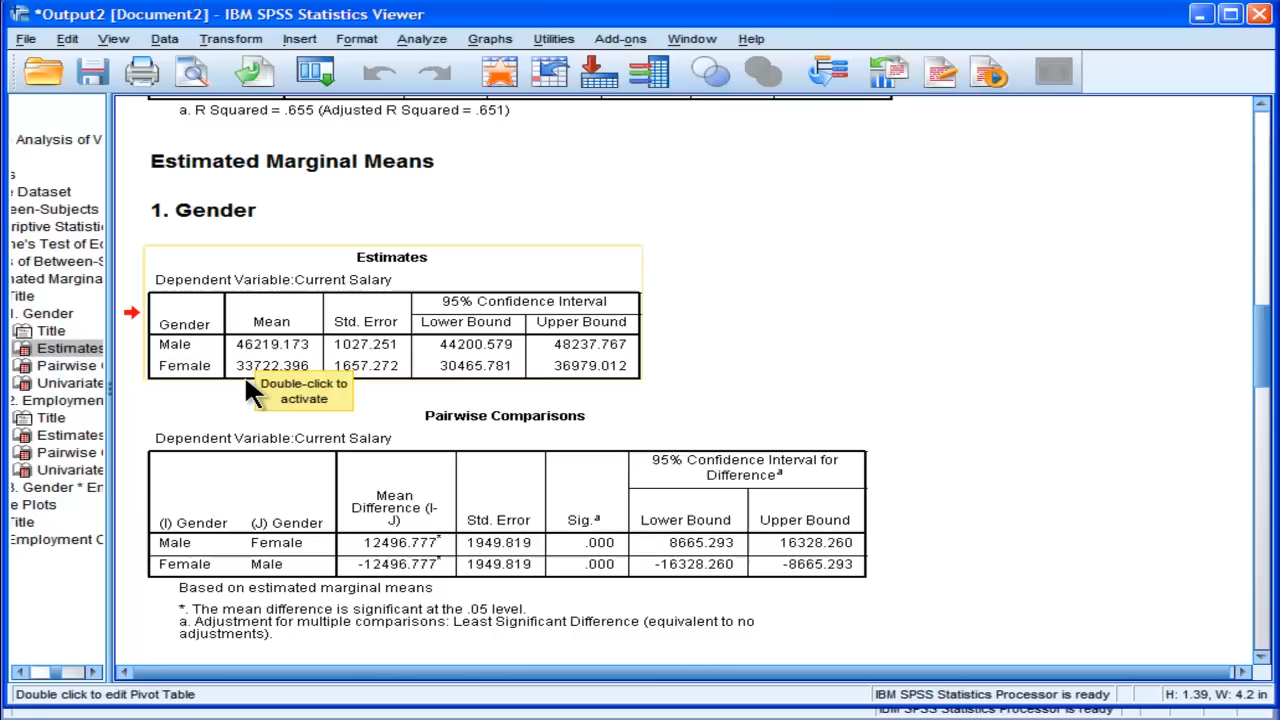 *Output2 [Document2] - IBM SPSS Statistics Viewer
File Edit View Data Transform Insert Format Analyze Graphs Utilities Add-ons Window Help
Analysis of V
s
e Dataset
een-Subjects
riptive Statisti
ne's Test of Ec
s of Between-S
nated Margina
Title
1. Gender
Title
Estimates
Pairwise
Univariate
2. Employmen
Title
Estimates
Pairwise
Univariate
3. Gender * En
e Plots
Title
Employment C
a. R Squared = .655 (Adjusted R Squared = .651)
Estimated Marginal Means
1. Gender
Estimates
Dependent Variable:Current Salary
Gender Mean Std. Error 95% Confidence Interval
Lower Bound Upper Bound
Male 46219.173 1027.251 44200.579 48237.767
Female 33722.396 1657.272 30465.781 36979.012
Double-click to
activate
Pairwise Comparisons
Dependent Variable:Current Salary
(I) Gender (J) Gender Mean Difference (I-J) Std. Error Sig.a 95% Confidence Interval for Differencea
Lower Bound Upper Bound
Male Female 12496.777* 1949.819 .000 8665.293 16328.260
Female Male -12496.777* 1949.819 .000 -16328.260 -8665.293
Based on estimated marginal means
*. The mean difference is significant at the .05 level.
a. Adjustment for multiple comparisons: Least Significant Difference (equivalent to no
adjustments).
Double click to edit Pivot Table IBM SPSS Statistics Processor is ready H: 1.39, W: 4.2 in
IBM SPSS Statistics Processor is ready